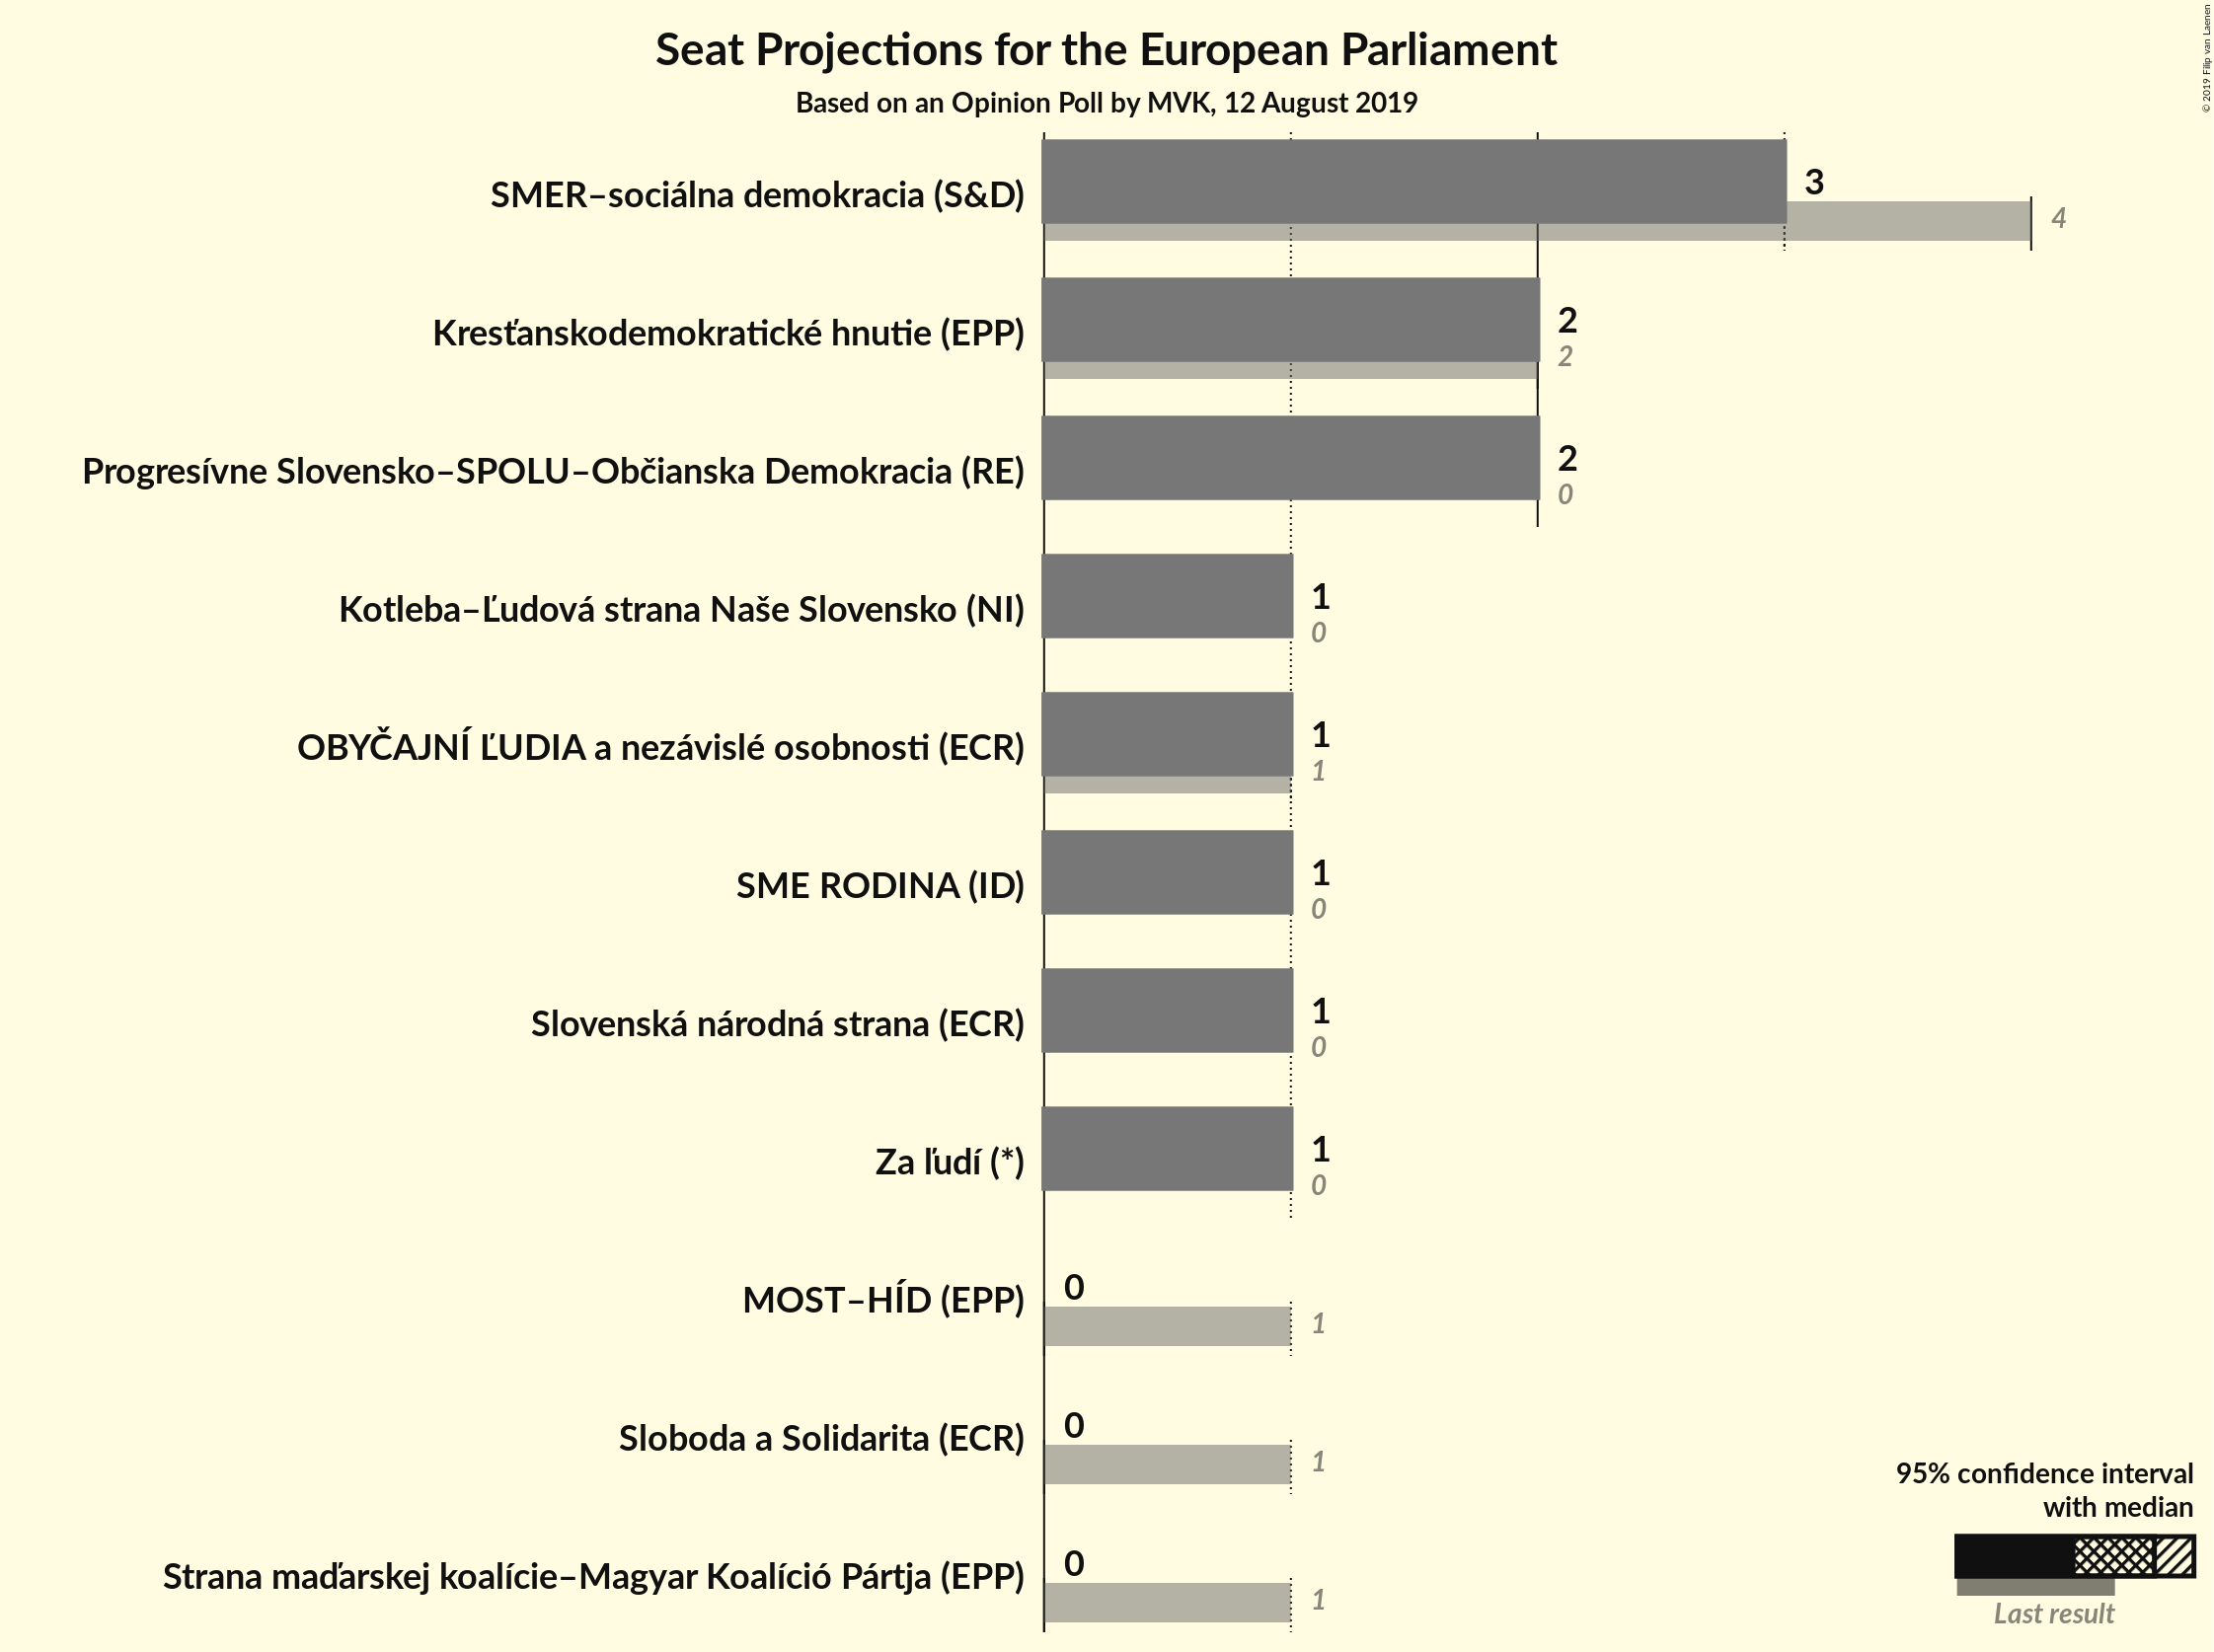 Seat Projections for the European Parliament
Based on an Opinion Poll by MVK, 12 August 2019
© 2019 Filip van Laenen
SMER–sociálna demokracia (S&D)
3
4
Kresťanskodemokratické hnutie (EPP)
2
2
Progresívne Slovensko–SPOLU–Občianska Demokracia (RE)
2
0
Kotleba–Ľudová strana Naše Slovensko (NI)
1
0
OBYČAJNÍ ĽUDIA a nezávislé osobnosti (ECR)
1
1
SME RODINA (ID)
1
0
Slovenská národná strana (ECR)
1
0
Za ľudí (*)
1
0
MOST–HÍD (EPP)
0
1
Sloboda a Solidarita (ECR)
0
1
Strana maďarskej koalície–Magyar Koalíció Pártja (EPP)
0
1
95% confidence interval
with median
Last result